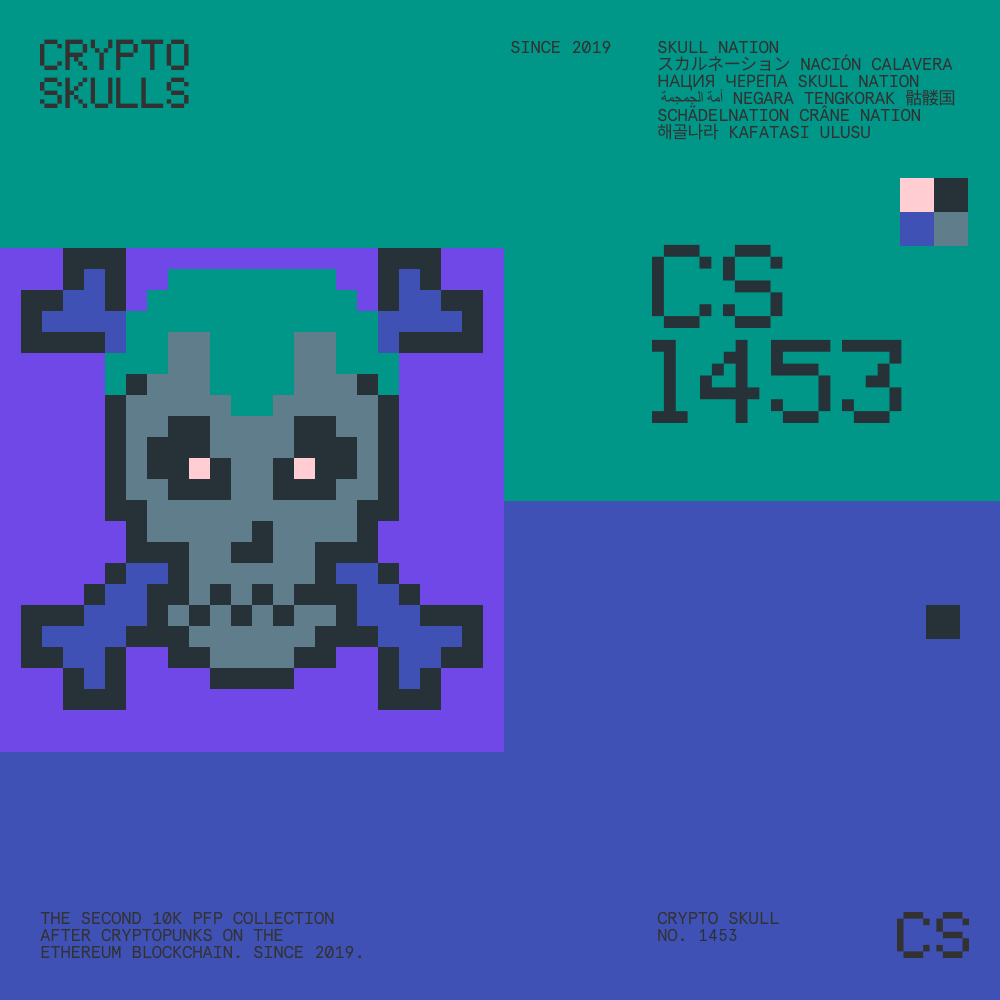 CRYPTO
SKULLS
SINCE 2019
SKULL NATION
スカルネーション NACIÓN CALAVERA
НАЦИЯ ЧЕРЕПА SKULL NATION
أمة الجمجمة NEGARA TENGKORAK 骷髅国
SCHÄDELNATION CRÂNE NATION
해골나라 KAFATASI ULUSU
CS
1453
THE SECOND 10K PFP COLLECTION
AFTER CRYPTOPUNKS ON THE
ETHEREUM BLOCKCHAIN. SINCE 2019.
CRYPTO SKULL
NO. 1453
CS